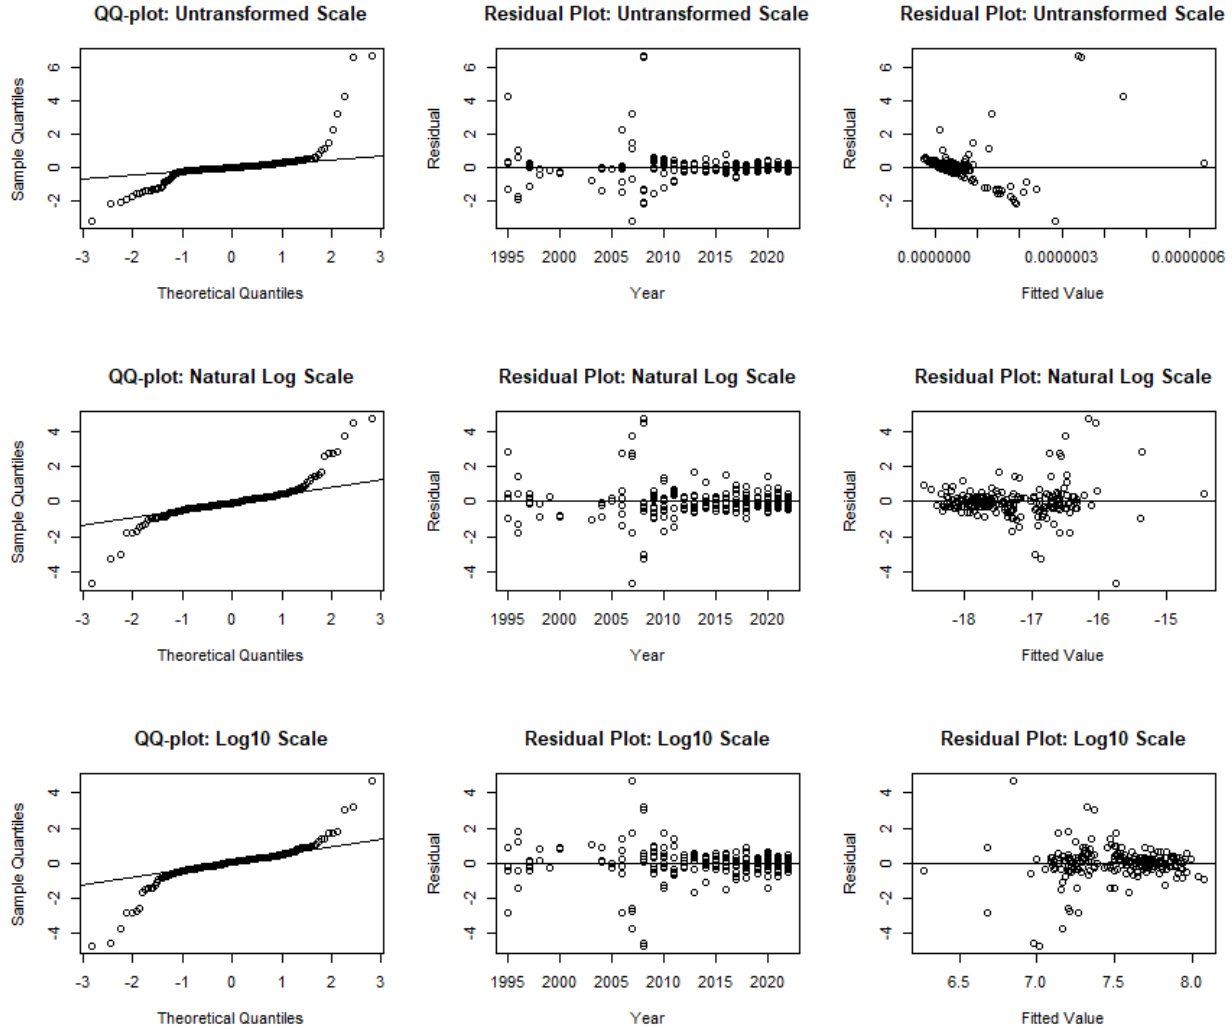 QQ-plot: Untransformed Scale
Sample Quantiles
6
4
2
0
-2
-3 -2 -1 0 1 2 3
Theoretical Quantiles
Residual Plot: Untransformed Scale
Residual
6
4
2
0
-2
1995 2000 2005 2010 2015 2020
Year
Residual Plot: Untransformed Scale
Residual
6
4
2
0
-2
0.0000000 0.0000003 0.0000006
Fitted Value
QQ-plot: Natural Log Scale
Sample Quantiles
4
2
0
-2
-4
-3 -2 -1 0 1 2 3
Theoretical Quantiles
Residual Plot: Natural Log Scale
Residual
4
2
0
-2
-4
1995 2000 2005 2010 2015 2020
Year
Residual Plot: Natural Log Scale
Residual
4
2
0
-2
-4
-18 -17 -16 -15
Fitted Value
QQ-plot: Log10 Scale
Sample Quantiles
4
2
0
-2
-4
-3 -2 -1 0 1 2 3
Theoretical Quantiles
Residual Plot: Log10 Scale
Residual
4
2
0
-2
-4
1995 2000 2005 2010 2015 2020
Year
Residual Plot: Log10 Scale
Residual
4
2
0
-2
-4
6.5 7.0 7.5 8.0
Fitted Value